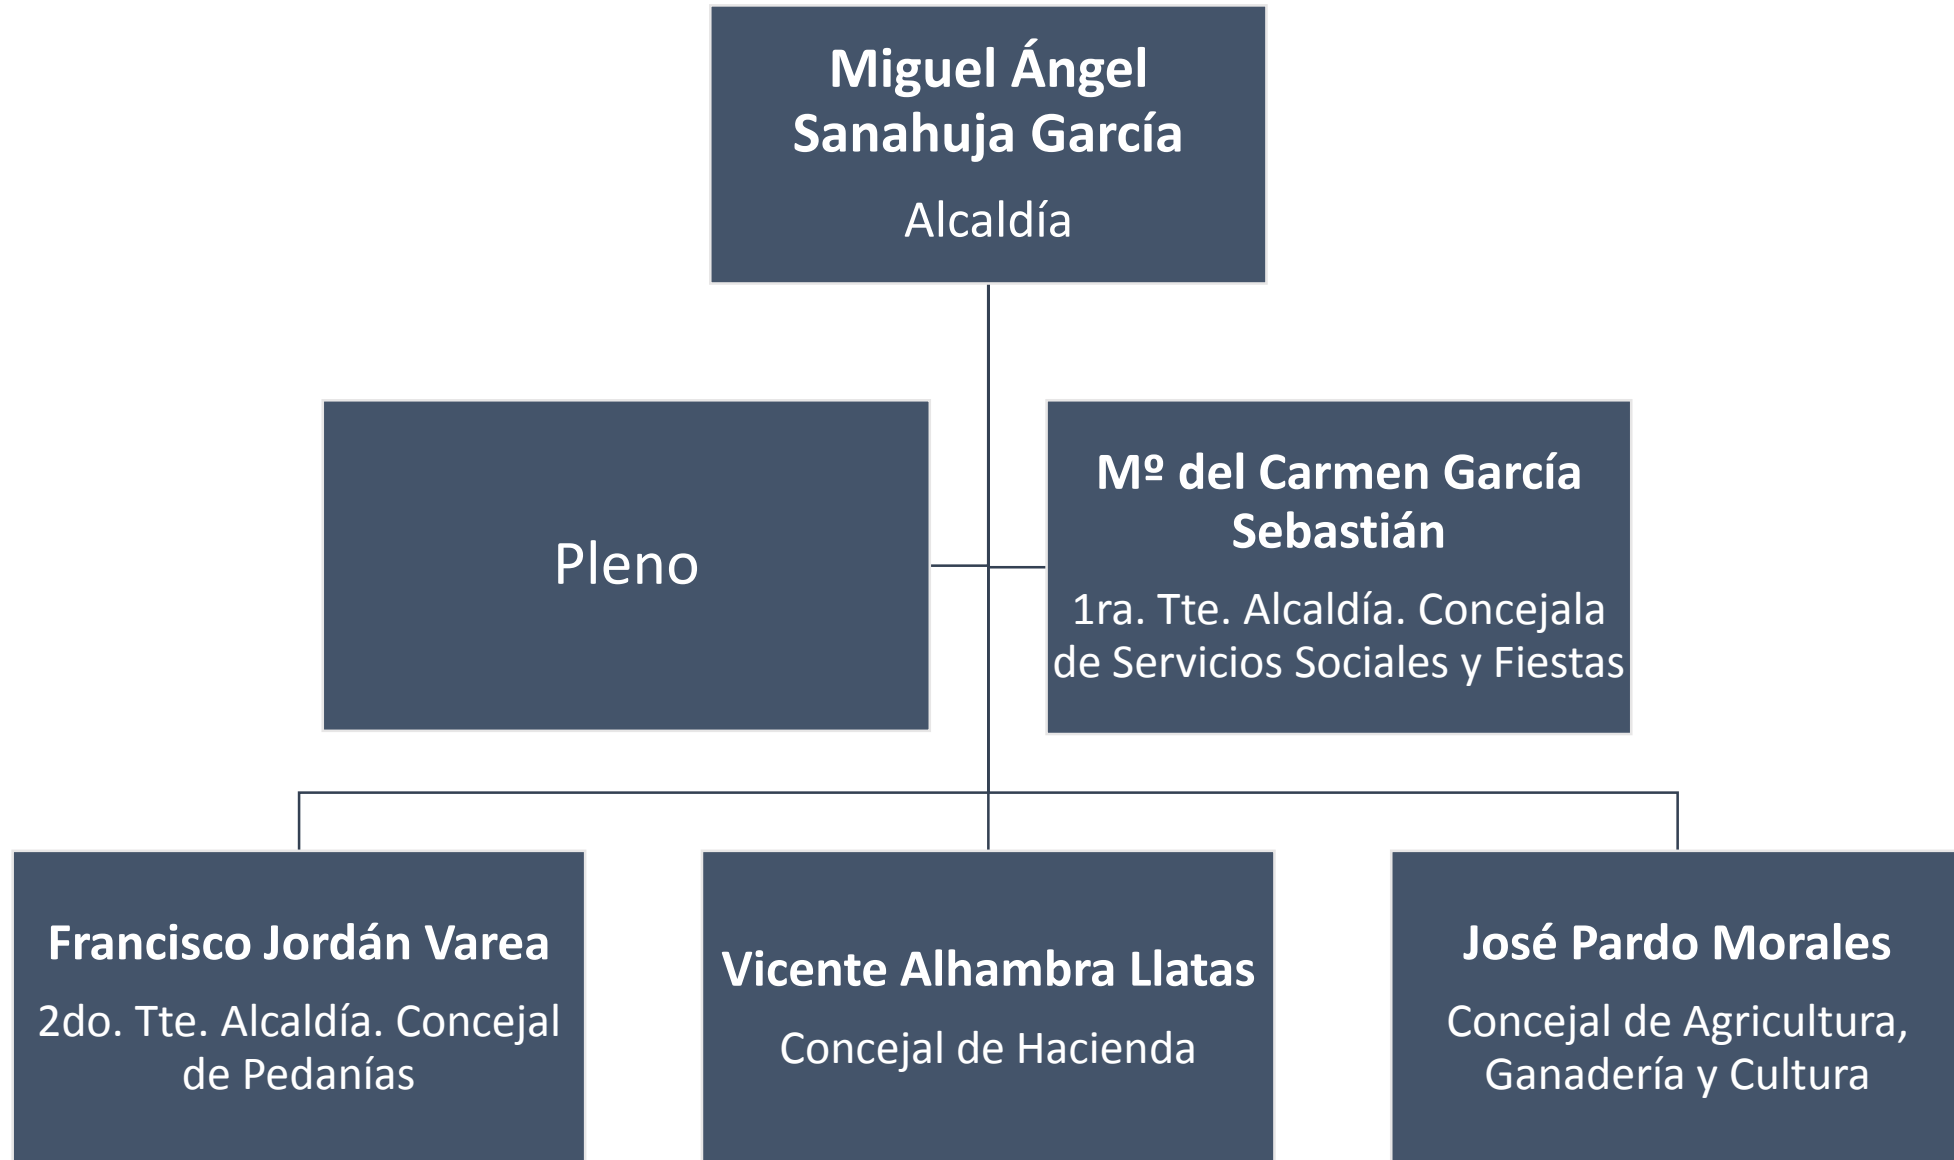 Miguel Ángel
Sanahuja García
Alcaldía
Pleno
Mº del Carmen García
Sebastián
1ra. Tte. Alcaldía. Concejala
de Servicios Sociales y Fiestas
Francisco Jordán Varea
2do. Tte. Alcaldía. Concejal
de Pedanías
Vicente Alhambra Llatas
Concejal de Hacienda
José Pardo Morales
Concejal de Agricultura,
Ganadería y Cultura